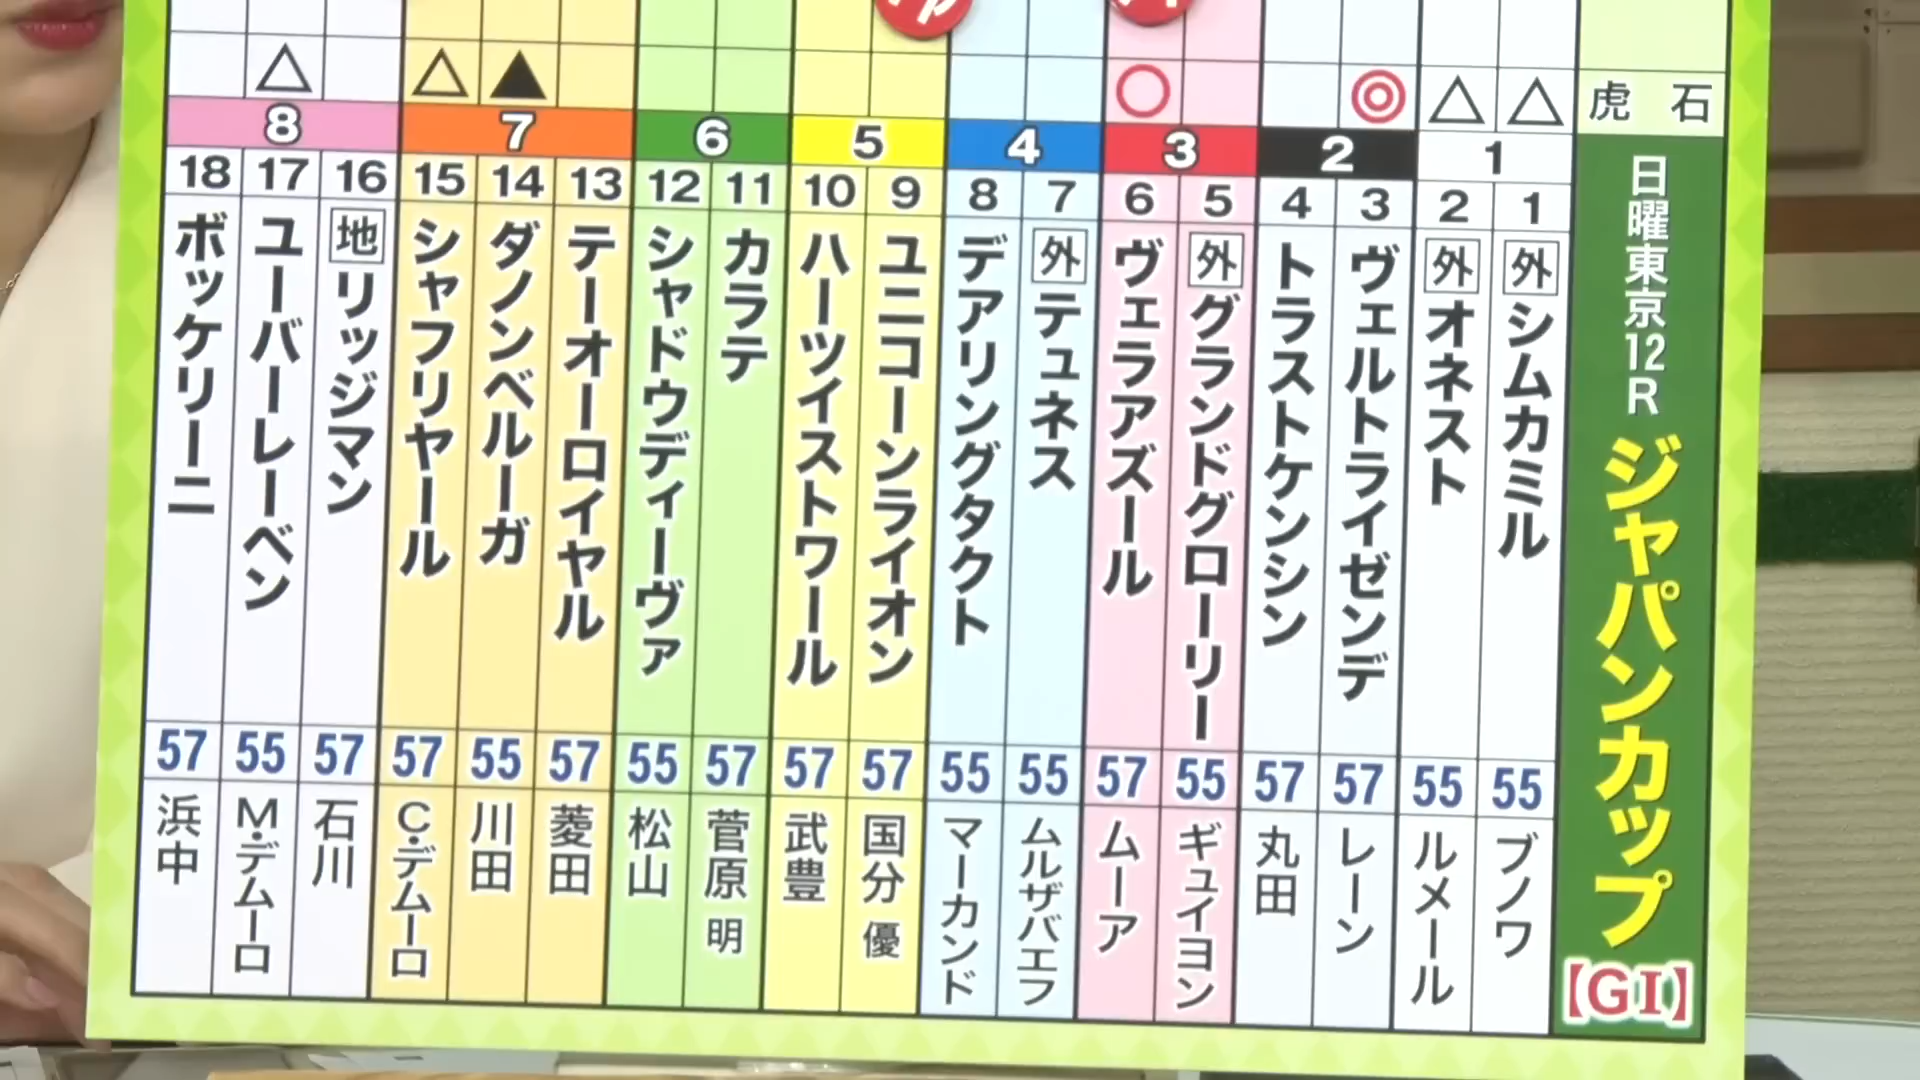 虎石
日曜東京12R ジャパンカップ【GI】
△ 1 1 外 シムカミル 55 ブノワ
△ 2 外 オネスト 55 ルメール
◎ 2 3 ヴェルトライゼンデ 57 レーン
4 トラストケンシン 57 丸田
3 5 外 グランドグローリー 55 ギュイヨン
○ 6 ヴェラアズール 57 ムーア
4 7 外 テュネス 55 ムルザバエフ
8 デアリングタクト 55 マーカンド
5 9 ユニコーンライオン 57 国分 優
10 ハーツイストワール 57 武豊
6 11 カラテ 57 菅原 明
12 シャドウディーヴァ 55 松山
7 13 テーオーロイヤル 57 菱田
▲ 14 ダノンベルーガ 55 川田
△ 15 シャフリヤール 57 C・デムーロ
8 16 地 リッジマン 57 石川
△ 17 ユーバーレーベン 55 M・デムーロ
18 ボッケリーニ 57 浜中